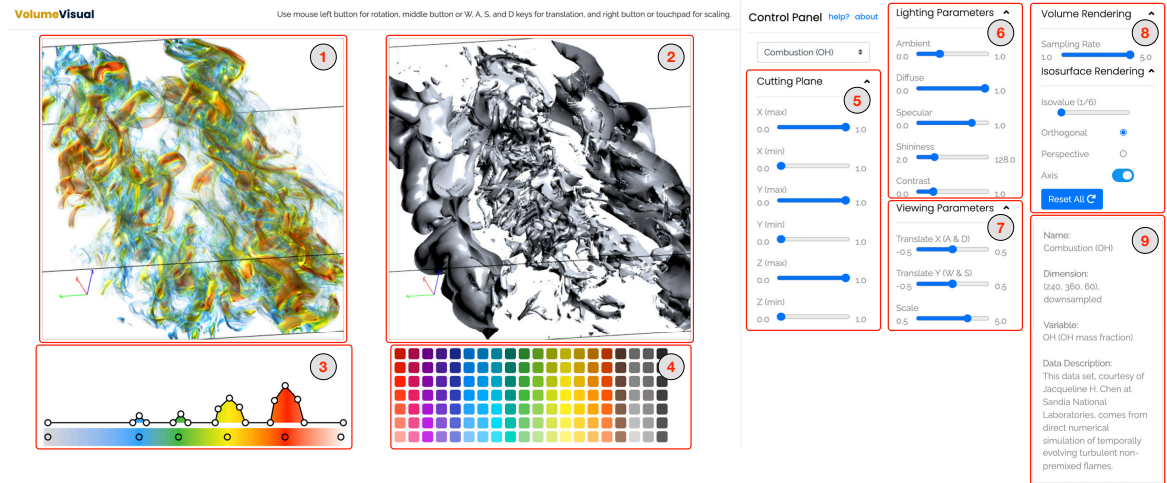 VolumeVisual
Use mouse left button for rotation, middle button or W, A, S, and D keys for translation, and right button or touchpad for scaling.
1
2
3
4
Control Panel help? about
Combustion (OH)
Cutting Plane
5
X (max)
0.0 1.0
X (min)
0.0 1.0
Y (max)
0.0 1.0
Y (min)
0.0 1.0
Z (max)
0.0 1.0
Z (min)
0.0 1.0
Lighting Parameters
6
Ambient
0.0 1.0
Diffuse
0.0 1.0
Specular
0.0 1.0
Shininess
2.0 128.0
Contrast
0.0 1.0
Viewing Parameters
7
Translate X (A & D)
-0.5 0.5
Translate Y (W & S)
-0.5 0.5
Scale
0.5 5.0
Volume Rendering
8
Sampling Rate
1.0 5.0
Isosurface Rendering
Isovalue (1/6)
Orthogonal
Perspective
Axis
Reset All
9
Name:
Combustion (OH)
Dimension:
(240, 360, 60),
downsampled
Variable:
OH (OH mass fraction)
Data Description:
This data set, courtesy of
Jacqueline H. Chen at
Sandia National
Laboratories, comes from
direct numerical
simulation of temporally
evolving turbulent non-
premixed flames.